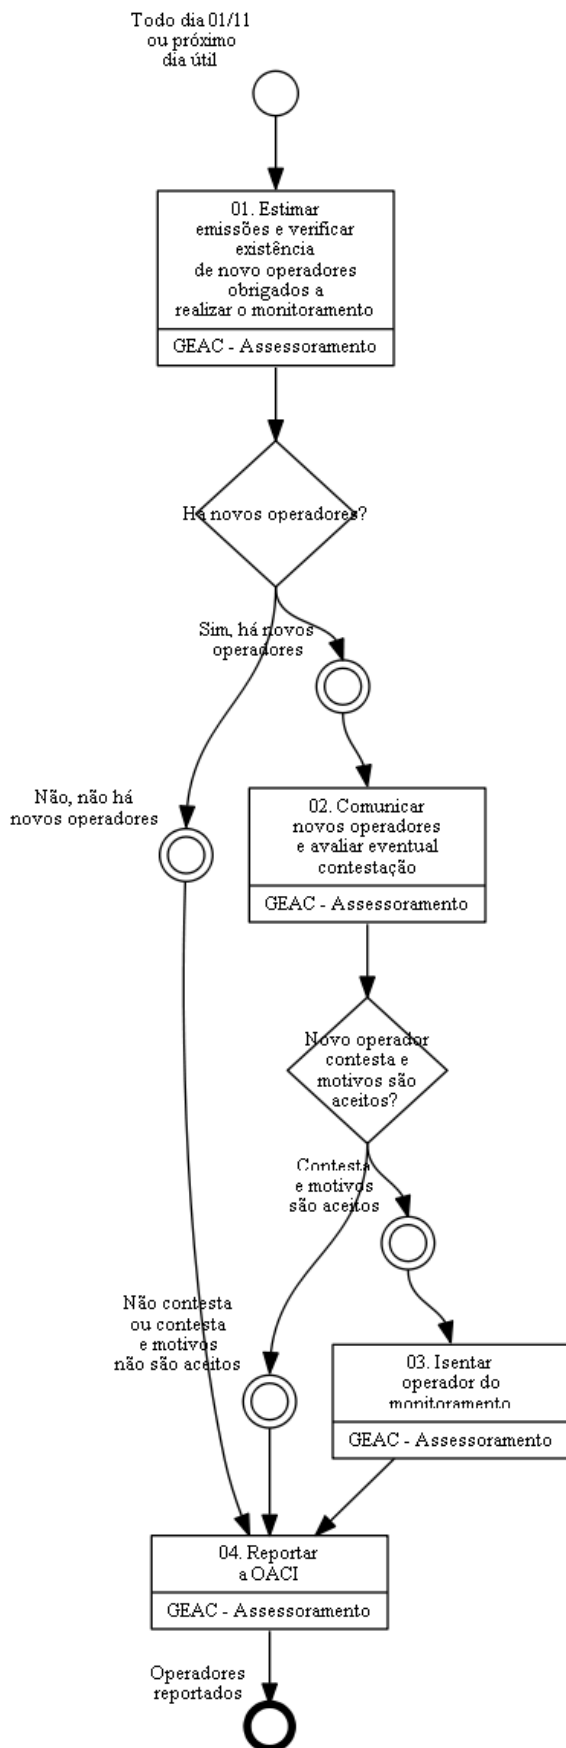 Todo dia 01/11
ou próximo
dia útil
01. Estimar
emissões e verificar
existência
de novo operadores
obrigados a
realizar o monitoramento
GEAC - Assessoramento
Há novos operadores?
Sim, há novos
operadores
Não, não há
novos operadores
02. Comunicar
novos operadores
e avaliar eventual
contestação
GEAC - Assessoramento
Novo operador
contesta e
motivos são
aceitos?
Contesta
e motivos
são aceitos
Não contesta
ou contesta
e motivos
não são aceitos
03. Isentar
operador do
monitoramento
GEAC - Assessoramento
04. Reportar
a OACI
GEAC - Assessoramento
Operadores
reportados